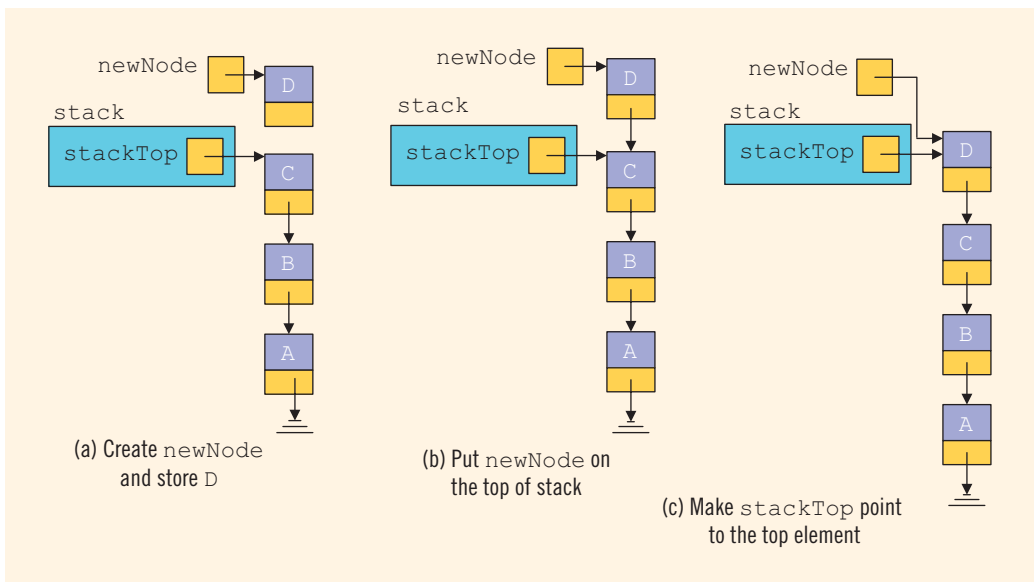 newNode
D
stack
stackTop
C
B
A
(a) Create newNode
and store D
newNode
D
stack
stackTop
C
B
A
(b) Put newNode on
the top of stack
newNode
stack
stackTop
D
C
B
A
(c) Make stackTop point
to the top element